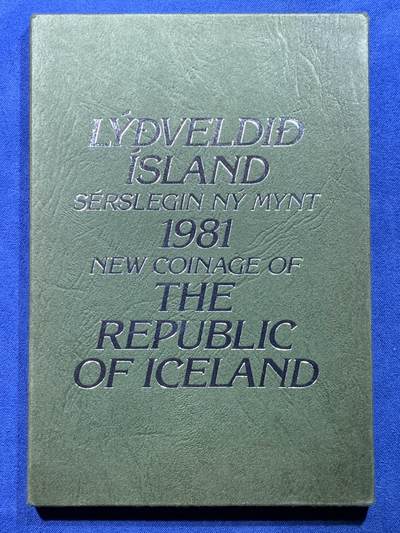 LÝÐVELDIÐ
ÍSLAND
SÉRSLEGIN NÝ MYNT
1981
NEW COINAGE OF
THE
REPUBLIC
OF ICELAND